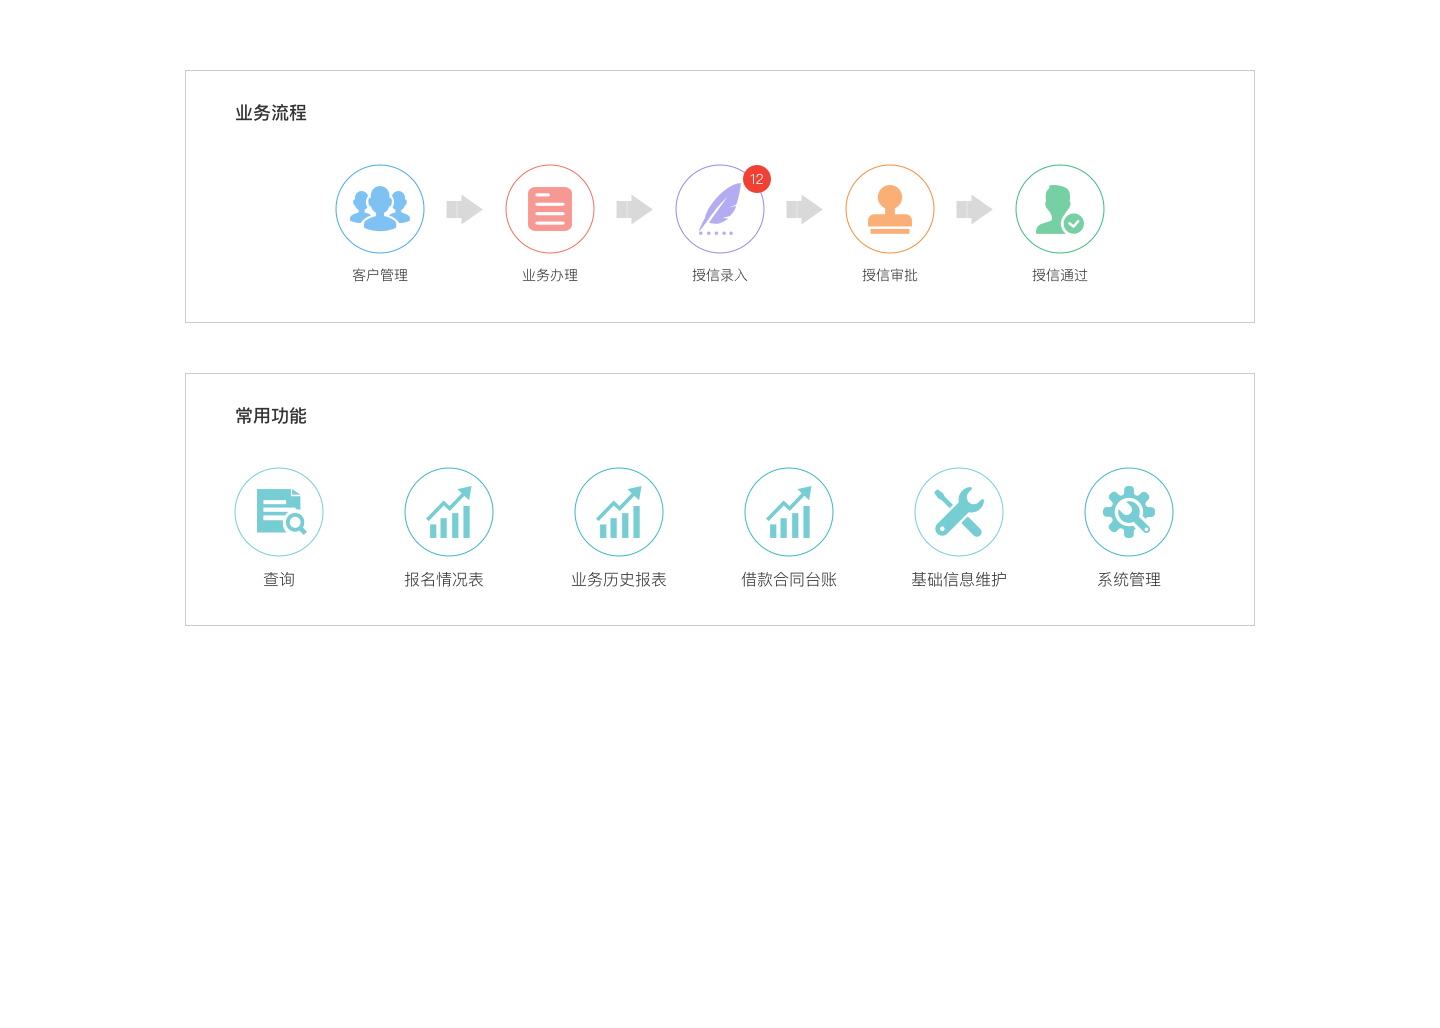 业务流程
12
客户管理
业务办理
授信录入
授信审批
授信通过
常用功能
查询
报名情况表
业务历史报表
借款合同台账
基础信息维护
系统管理